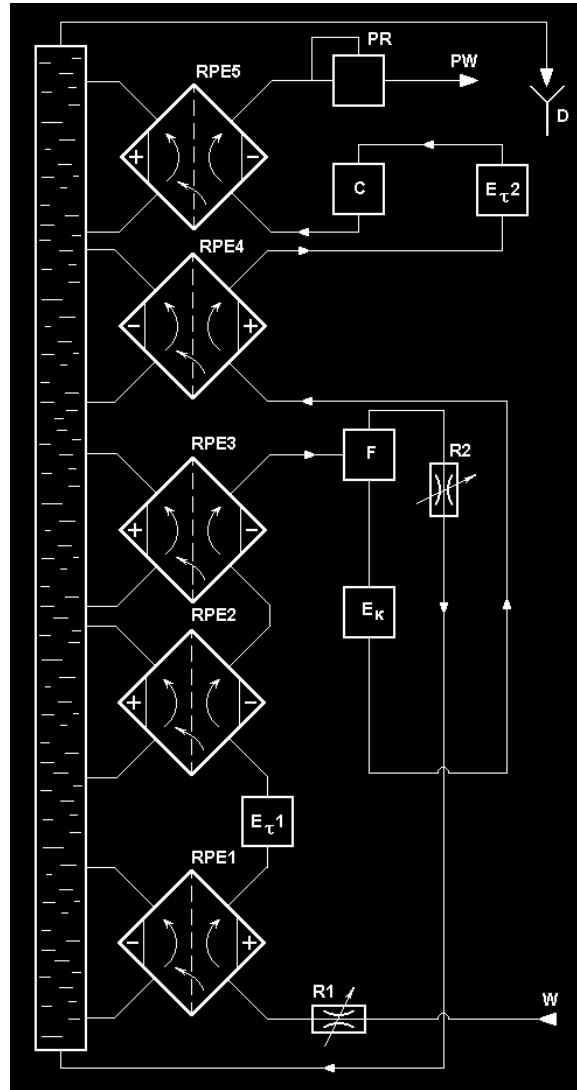 PR
PW
RPE5
D
+
−
C
Eτ2
RPE4
−
+
RPE3
R2
F
+
−
Eκ
RPE2
+
−
Eτ1
RPE1
−
+
R1
W